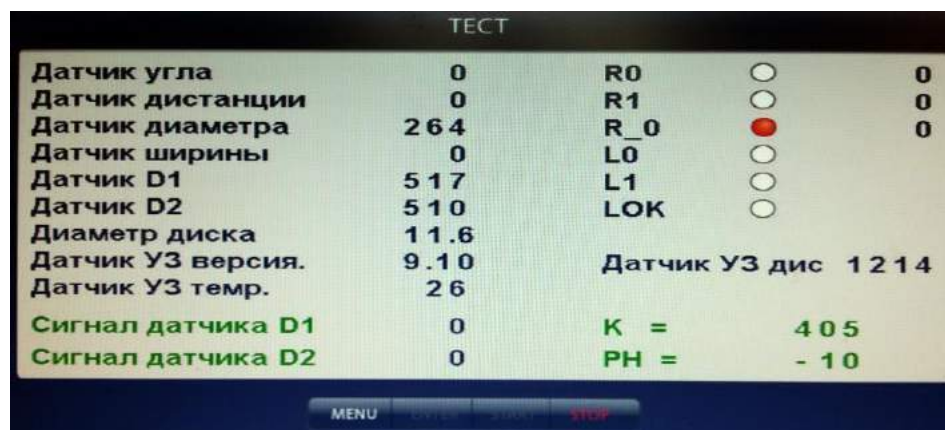 ТЕСТ
Датчик угла 0 R0 0
Датчик дистанции 0 R1 0
Датчик диаметра 264 R_0 0
Датчик ширины 0 L0
Датчик D1 517 L1
Датчик D2 510 LOK
Диаметр диска 11.6
Датчик УЗ версия. 9.10 Датчик УЗ дис 1214
Датчик УЗ темр. 26
Сигнал датчика D1 0 K = 405
Сигнал датчика D2 0 PH = -10
MENU ENTER START STOP